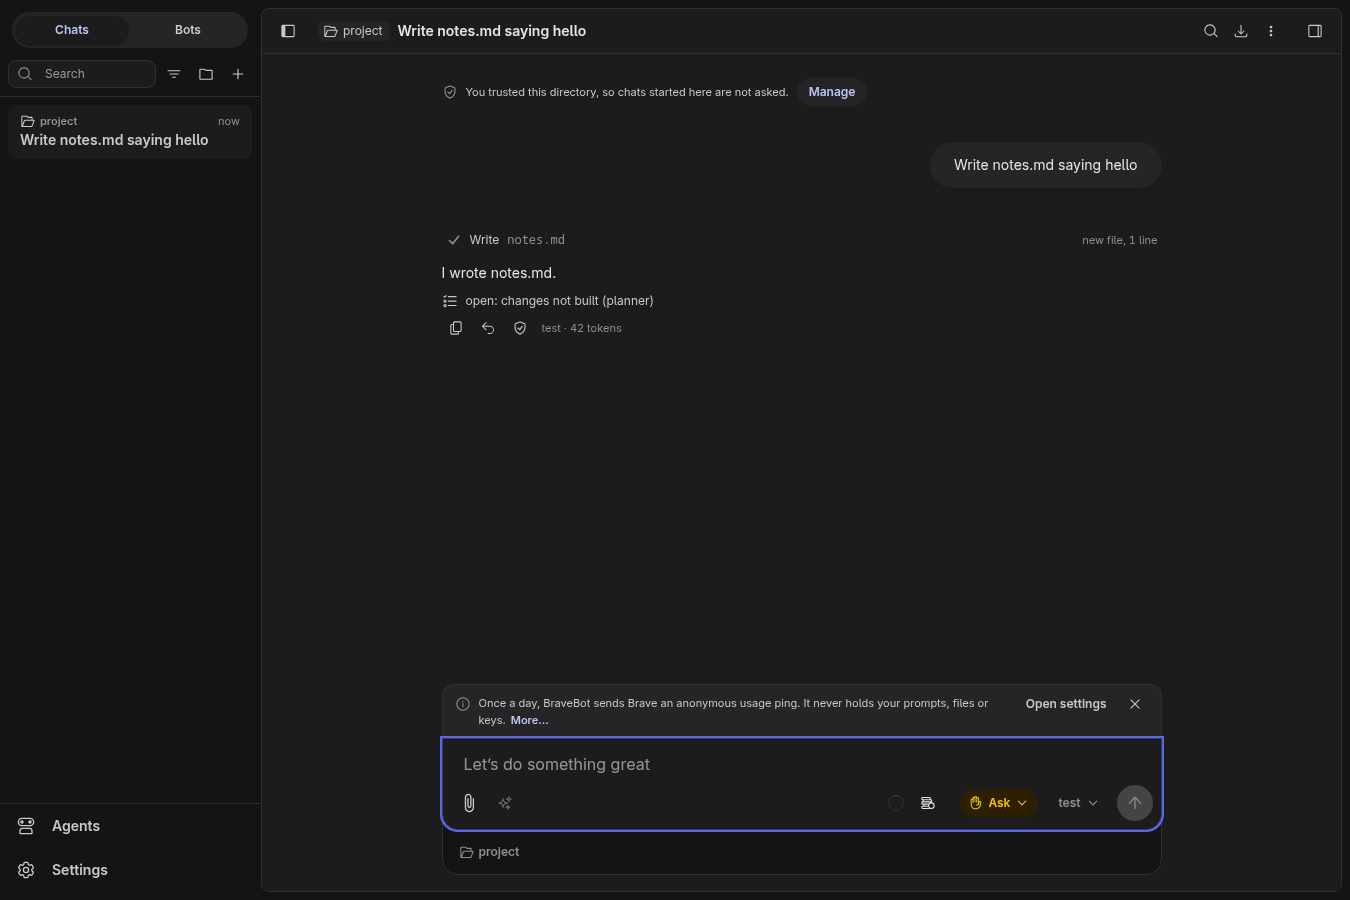 Chats
Bots
Search
project
now
Write notes.md saying hello
Agents
Settings
project
Write notes.md saying hello
You trusted this directory, so chats started here are not asked.
Manage
Write notes.md saying hello
Write notes.md
new file, 1 line
I wrote notes.md.
open: changes not built (planner)
test · 42 tokens
Once a day, BraveBot sends Brave an anonymous usage ping. It never holds your prompts, files or
keys. More...
Open settings
Let's do something great
Ask
test
project